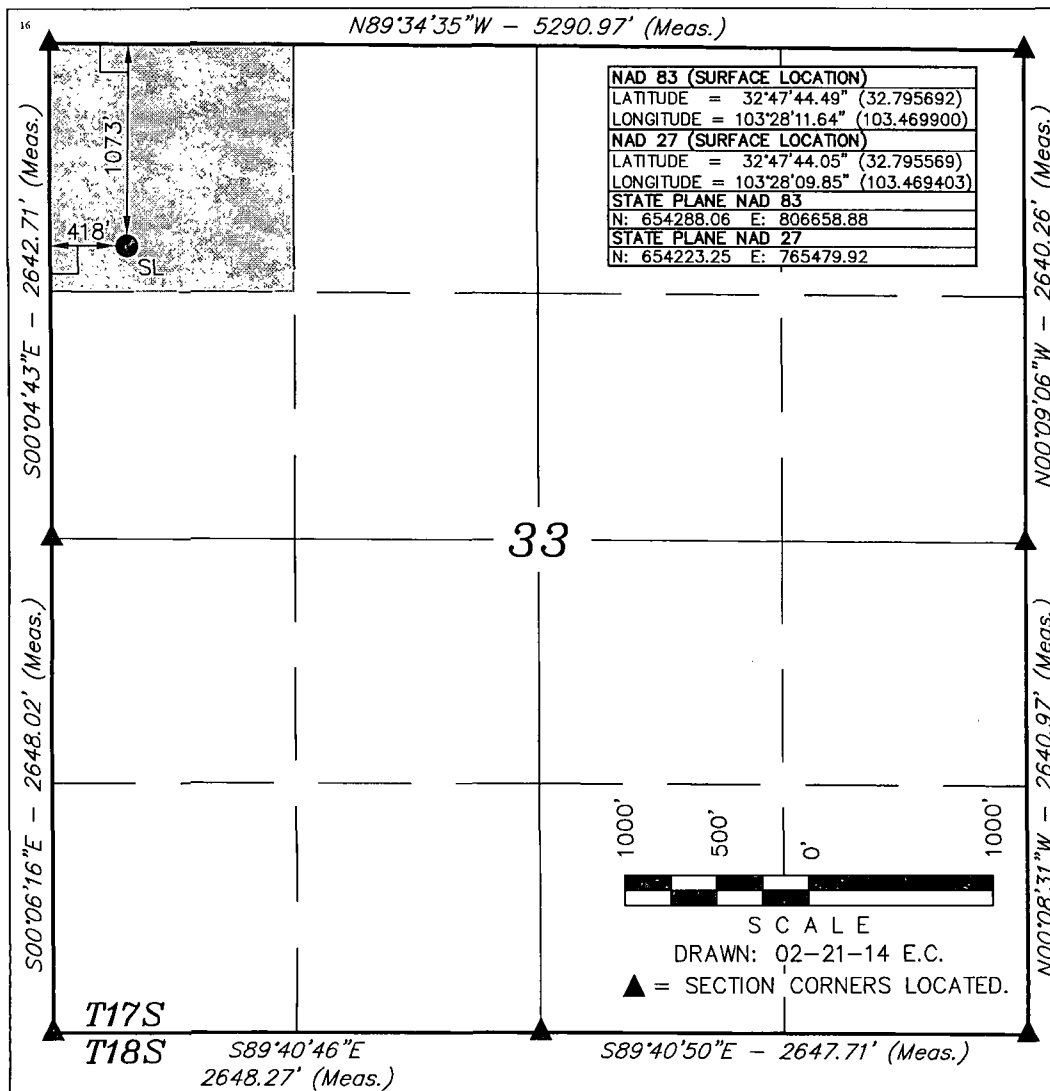 16
N89°34'35"W – 5290.97' (Meas.)
NAD 83 (SURFACE LOCATION)
LATITUDE = 32°47'44.49" (32.795692)
LONGITUDE = 103°28'11.64" (103.469900)
NAD 27 (SURFACE LOCATION)
LATITUDE = 32°47'44.05" (32.795569)
LONGITUDE = 103°28'09.85" (103.469403)
STATE PLANE NAD 83
N: 654288.06 E: 806658.88
STATE PLANE NAD 27
N: 654223.25 E: 765479.92
1073'
418'
SL
S00°04'43"E – 2642.71' (Meas.)
N00°09'06"W – 2640.26' (Meas.)
33
S00°06'16"E – 2648.02' (Meas.)
N00°08'31"W – 2640.97' (Meas.)
1000' 500' 0' 1000'
SCALE
DRAWN: 02-21-14 E.C.
▲ = SECTION CORNERS LOCATED.
T17S
T18S
S89°40'46"E
2648.27' (Meas.)
S89°40'50"E – 2647.71' (Meas.)